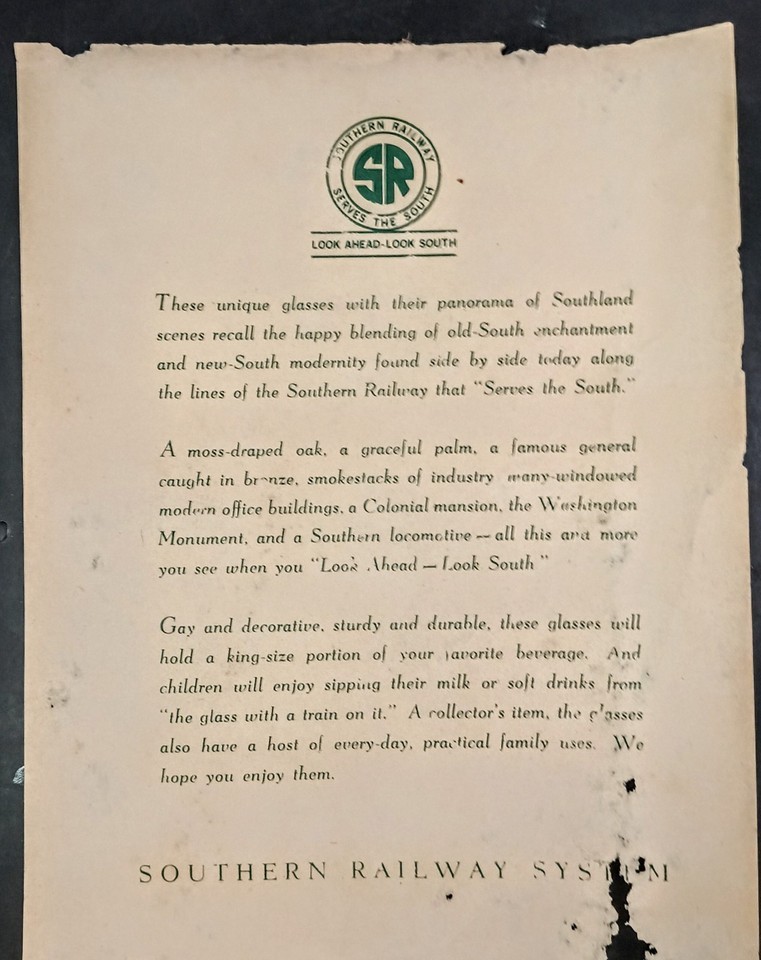 SOUTHERN RAILWAY
SR
SERVES THE SOUTH
LOOK AHEAD-LOOK SOUTH
These unique glasses with their panorama of Southland
scenes recall the happy blending of old-South enchantment
and new-South modernity found side by side today along
the lines of the Southern Railway that "Serves the South."
A moss-draped oak, a graceful palm, a famous general
caught in bronze, smokestacks of industry many-windowed
modern office buildings, a Colonial mansion, the Washington
Monument, and a Southern locomotive — all this and more
you see when you "Look Ahead — Look South"
Gay and decorative, sturdy and durable, these glasses will
hold a king-size portion of your favorite beverage. And
children will enjoy sipping their milk or soft drinks from
"the glass with a train on it." A collector's item, the glasses
also have a host of every-day, practical family uses. We
hope you enjoy them.
SOUTHERN RAILWAY SYSTEM